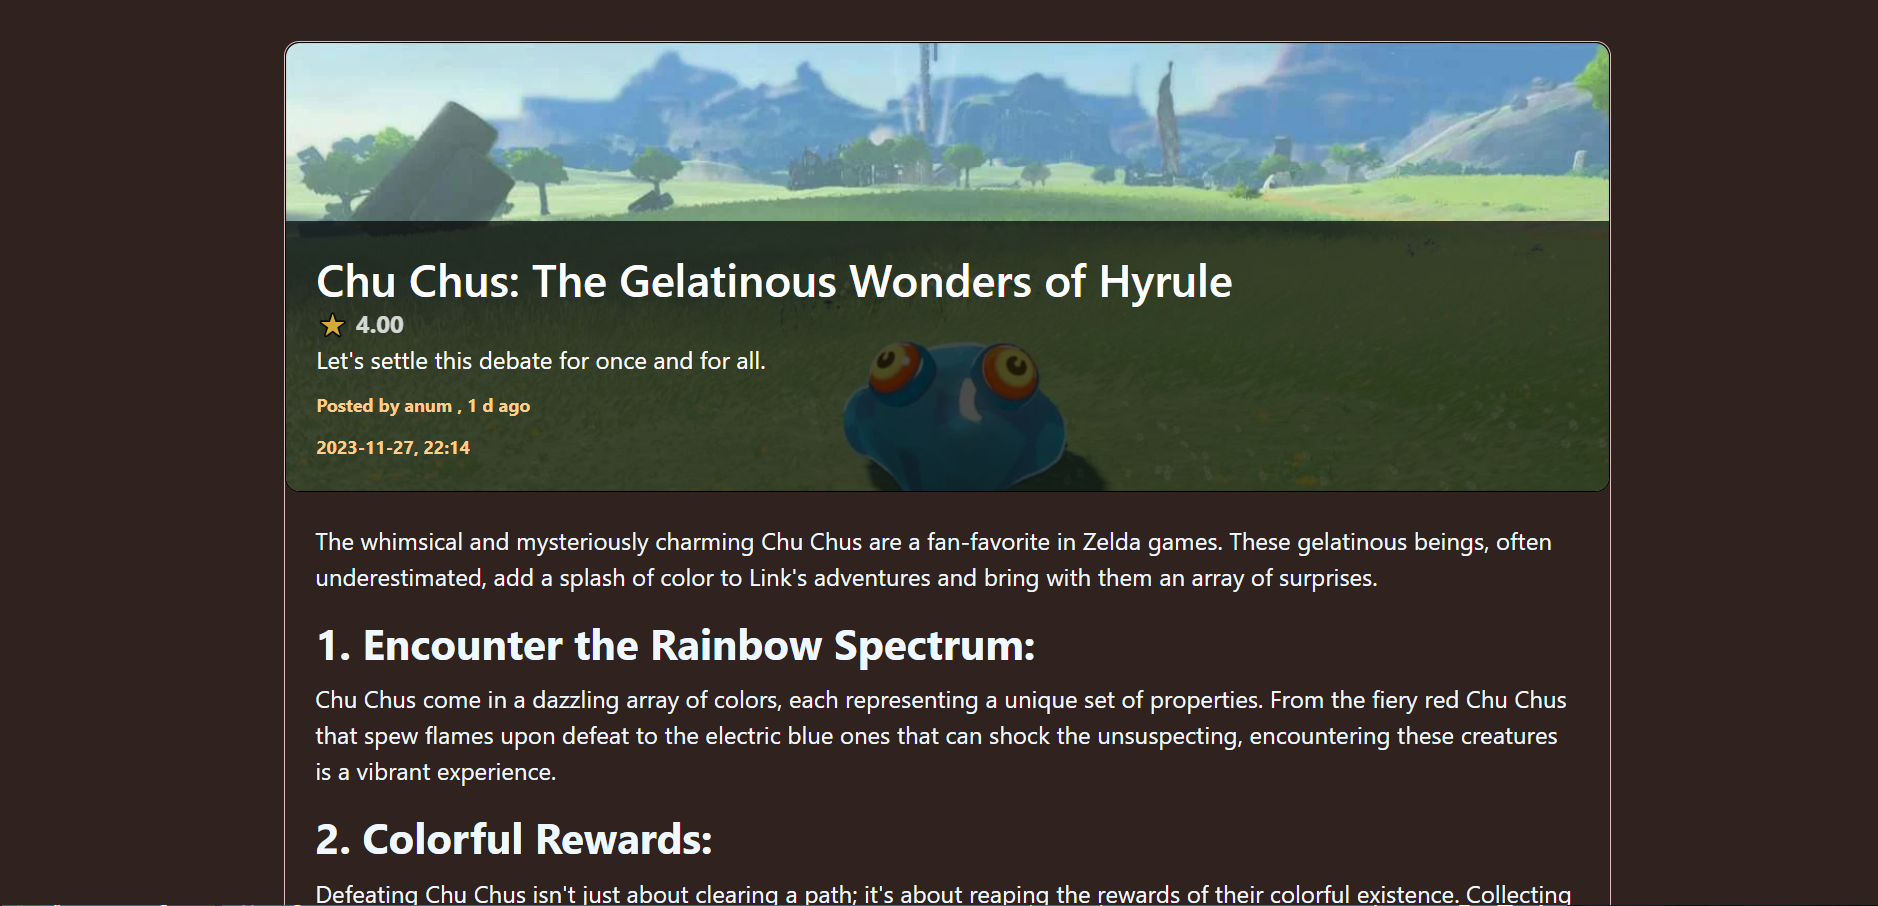 Chu Chus: The Gelatinous Wonders of Hyrule
4.00
Let's settle this debate for once and for all.
Posted by anum , 1 d ago
2023-11-27, 22:14
The whimsical and mysteriously charming Chu Chus are a fan-favorite in Zelda games. These gelatinous beings, often
underestimated, add a splash of color to Link's adventures and bring with them an array of surprises.
1. Encounter the Rainbow Spectrum:
Chu Chus come in a dazzling array of colors, each representing a unique set of properties. From the fiery red Chu Chus
that spew flames upon defeat to the electric blue ones that can shock the unsuspecting, encountering these creatures
is a vibrant experience.
2. Colorful Rewards:
Defeating Chu Chus isn't just about clearing a path; it's about reaping the rewards of their colorful existence. Collecting